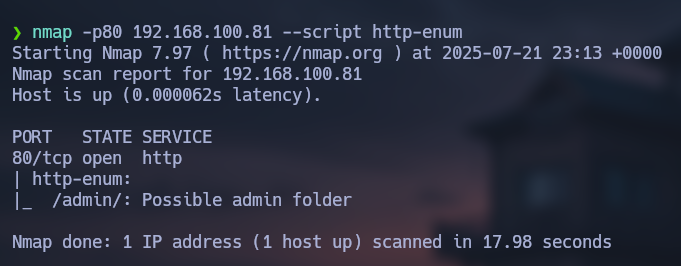 ❯ nmap -p80 192.168.100.81 --script http-enum
Starting Nmap 7.97 ( https://nmap.org ) at 2025-07-21 23:13 +0000
Nmap scan report for 192.168.100.81
Host is up (0.000062s latency).

PORT   STATE SERVICE
80/tcp open  http
| http-enum:
|_  /admin/: Possible admin folder

Nmap done: 1 IP address (1 host up) scanned in 17.98 seconds